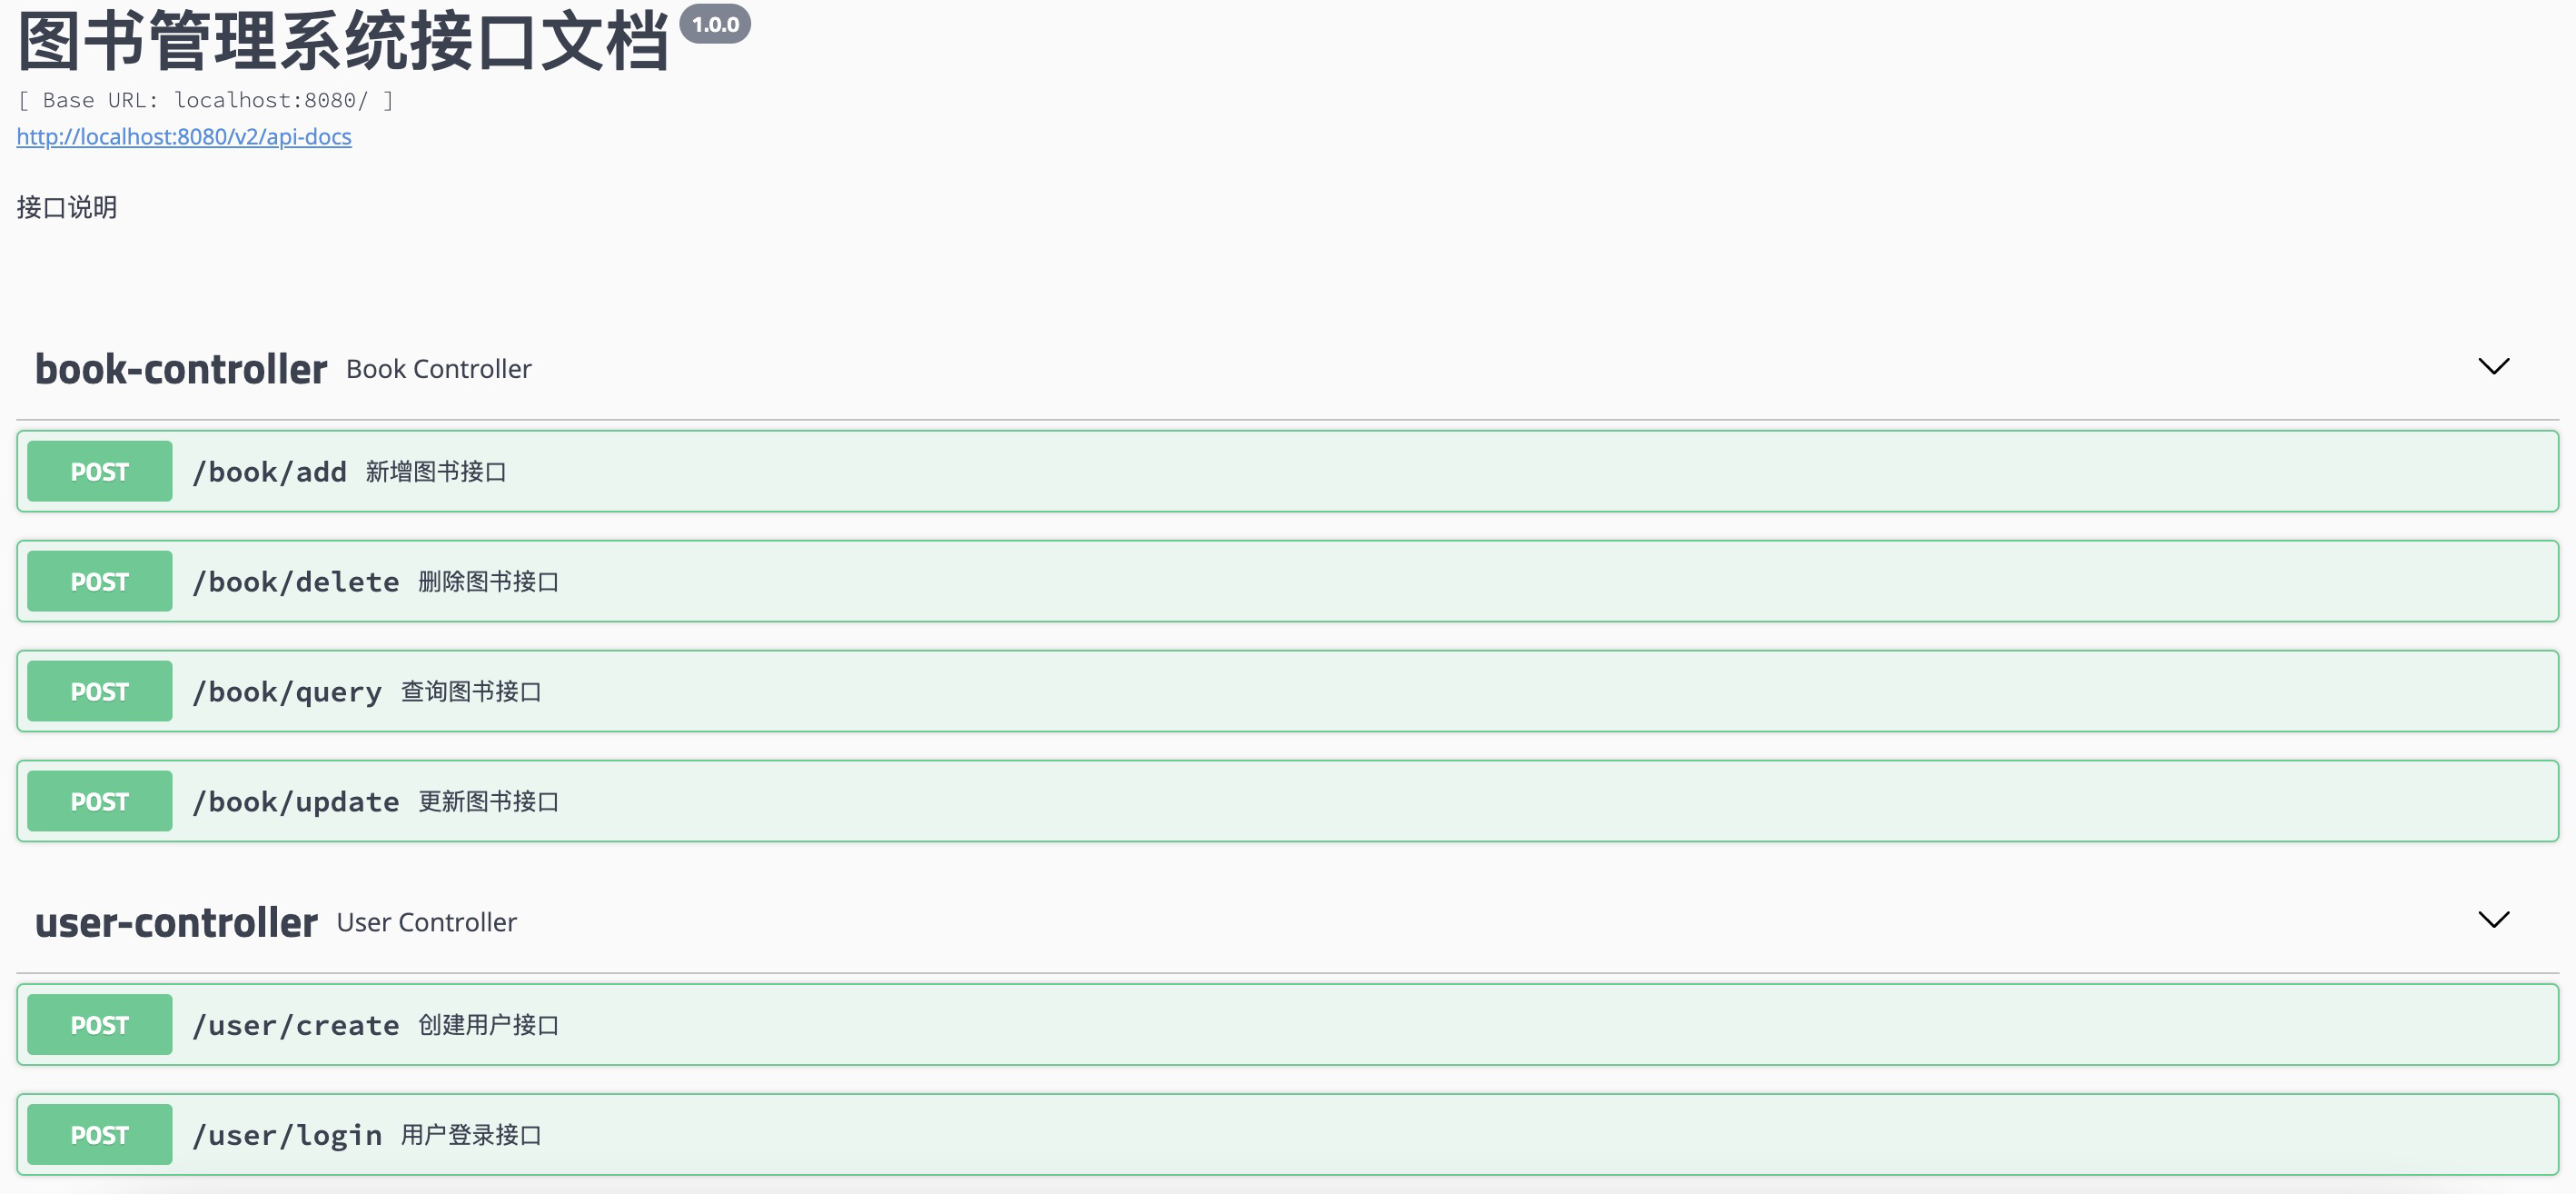 图书管理系统接口文档 1.0.0
[ Base URL: localhost:8080/ ]
http://localhost:8080/v2/api-docs
接口说明
book-controller Book Controller
POST /book/add 新增图书接口
POST /book/delete 删除图书接口
POST /book/query 查询图书接口
POST /book/update 更新图书接口
user-controller User Controller
POST /user/create 创建用户接口
POST /user/login 用户登录接口